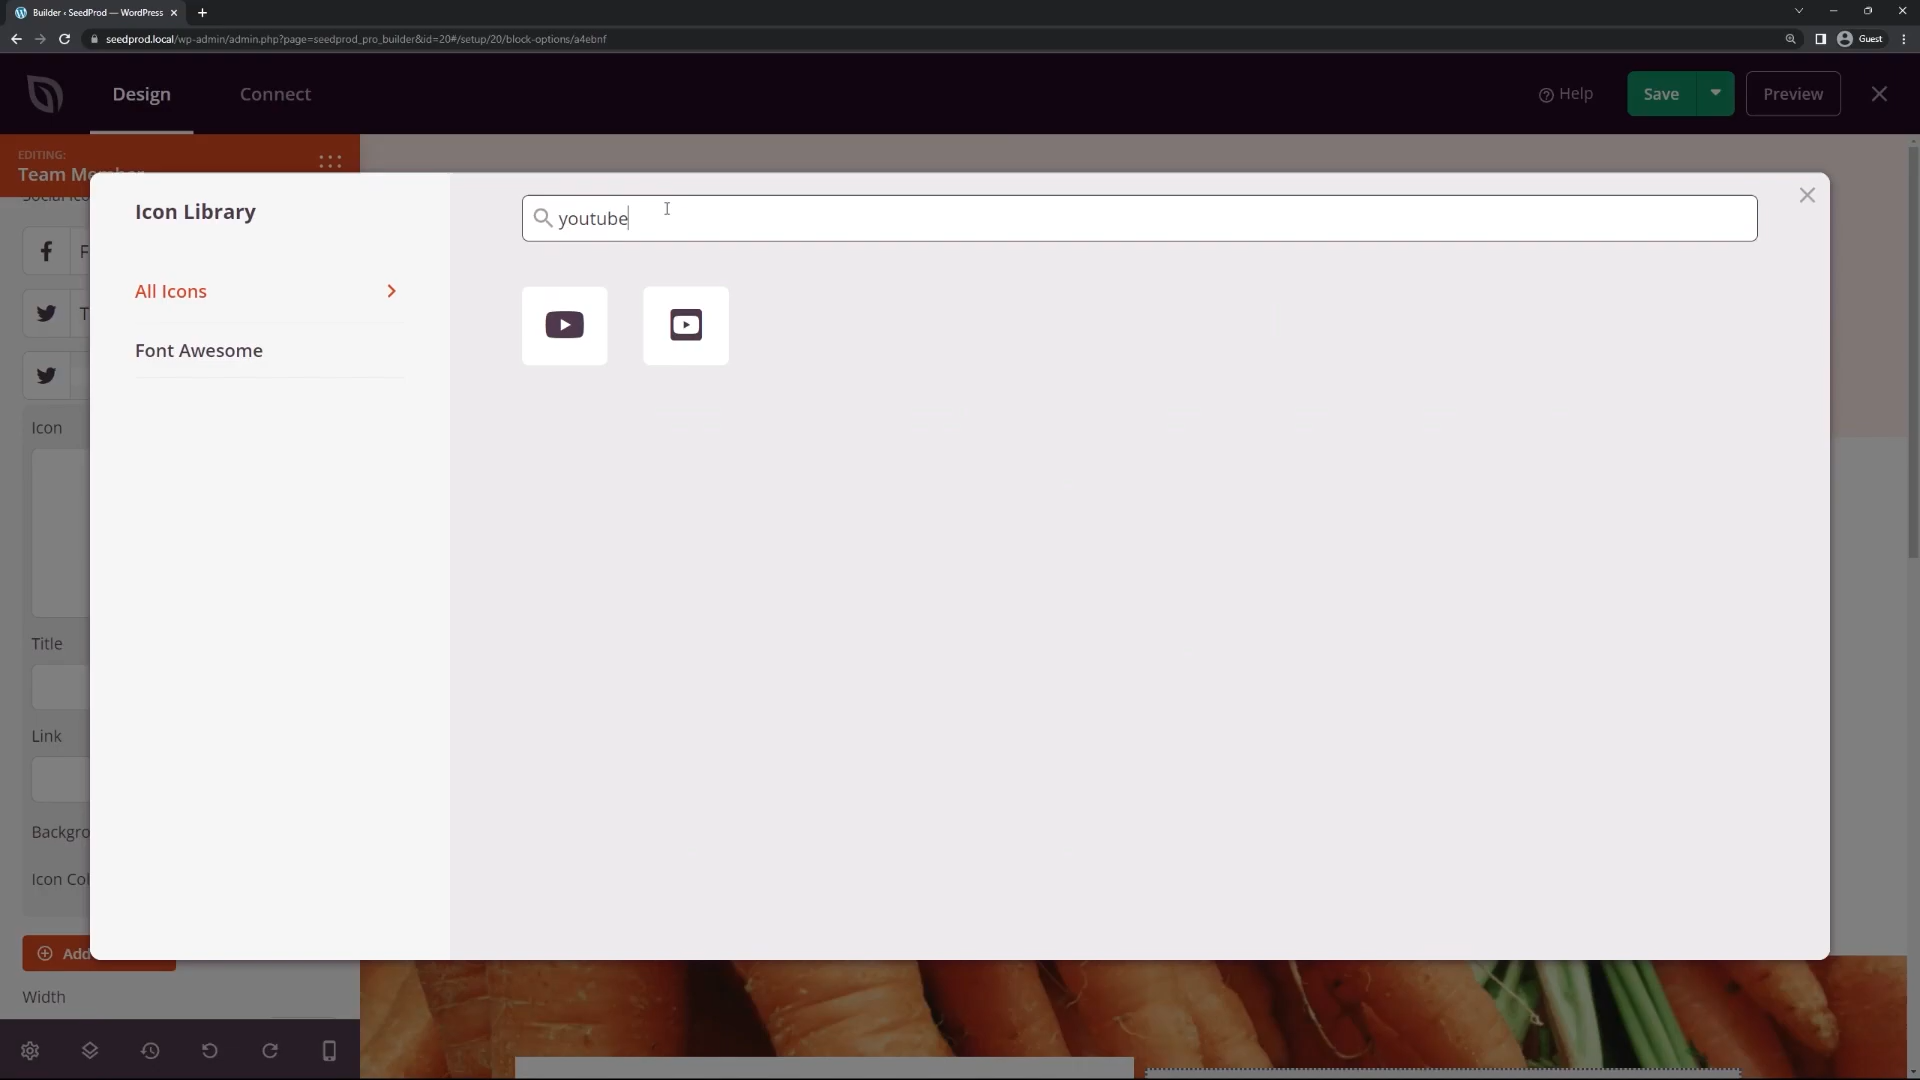 Builder ‹ SeedProd — WordPress
seedprod.local/wp-admin/admin.php?page=seedprod_pro_builder&id=20#/setup/20/block-options/a4ebnf
Guest
Design
Connect
Help
Save
Preview
EDITING:
Team Member
Icon Library
youtube
F
All Icons
T
Font Awesome
Icon
Title
Link
Backgro
Icon Col
Add
Width